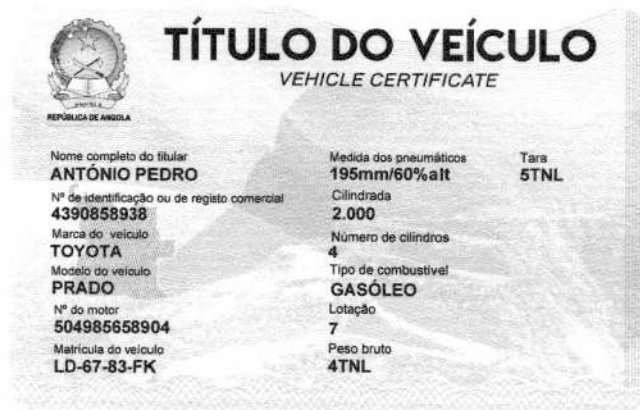 TÍTULO DO VEÍCULO
VEHICLE CERTIFICATE
REPÚBLICA DE ANGOLA
Nome completo do titular
ANTÓNIO PEDRO
Nº de identificação ou de registo comercial
4390858938
Marca do veículo
TOYOTA
Modelo do veículo
PRADO
Nº do motor
504985658904
Matrícula do veículo
LD-67-83-FK
Medida dos pneumáticos
195mm/60%alt
Cilindrada
2.000
Número de cilindros
4
Tipo de combustível
GASÓLEO
Lotação
7
Peso bruto
4TNL
Tara
5TNL